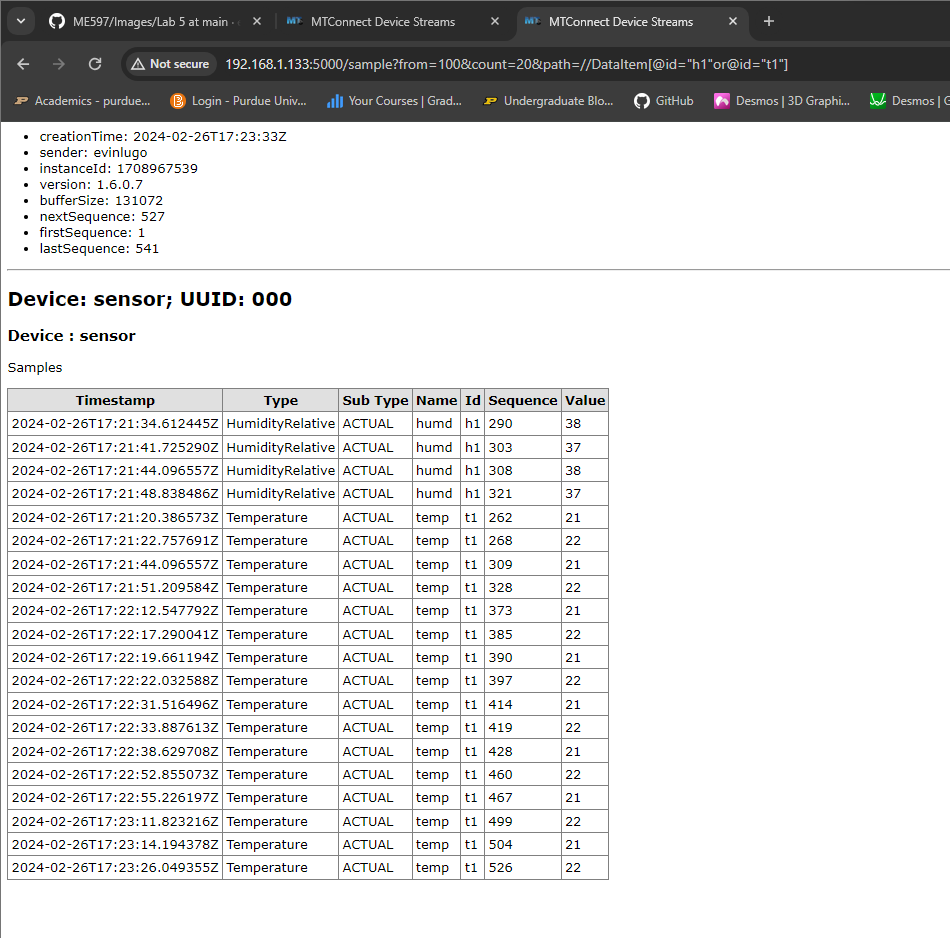 ME597/Images/Lab 5 at main ·
MTConnect Device Streams
MTConnect Device Streams
Not secure
192.168.1.133:5000/sample?from=100&count=20&path=//DataItem[@id="h1"or@id="t1"]
Academics - purdue...
Login - Purdue Univ...
Your Courses | Grad...
Undergraduate Blo...
GitHub
Desmos | 3D Graphi...
Desmos | G
creationTime: 2024-02-26T17:23:33Z
sender: evinlugo
instanceId: 1708967539
version: 1.6.0.7
bufferSize: 131072
nextSequence: 527
firstSequence: 1
lastSequence: 541
Device: sensor; UUID: 000
Device : sensor
Samples
Timestamp Type Sub Type Name Id Sequence Value
2024-02-26T17:21:34.612445Z HumidityRelative ACTUAL humd h1 290 38
2024-02-26T17:21:41.725290Z HumidityRelative ACTUAL humd h1 303 37
2024-02-26T17:21:44.096557Z HumidityRelative ACTUAL humd h1 308 38
2024-02-26T17:21:48.838486Z HumidityRelative ACTUAL humd h1 321 37
2024-02-26T17:21:20.386573Z Temperature ACTUAL temp t1 262 21
2024-02-26T17:21:22.757691Z Temperature ACTUAL temp t1 268 22
2024-02-26T17:21:44.096557Z Temperature ACTUAL temp t1 309 21
2024-02-26T17:21:51.209584Z Temperature ACTUAL temp t1 328 22
2024-02-26T17:22:12.547792Z Temperature ACTUAL temp t1 373 21
2024-02-26T17:22:17.290041Z Temperature ACTUAL temp t1 385 22
2024-02-26T17:22:19.661194Z Temperature ACTUAL temp t1 390 21
2024-02-26T17:22:22.032588Z Temperature ACTUAL temp t1 397 22
2024-02-26T17:22:31.516496Z Temperature ACTUAL temp t1 414 21
2024-02-26T17:22:33.887613Z Temperature ACTUAL temp t1 419 22
2024-02-26T17:22:38.629708Z Temperature ACTUAL temp t1 428 21
2024-02-26T17:22:52.855073Z Temperature ACTUAL temp t1 460 22
2024-02-26T17:22:55.226197Z Temperature ACTUAL temp t1 467 21
2024-02-26T17:23:11.823216Z Temperature ACTUAL temp t1 499 22
2024-02-26T17:23:14.194378Z Temperature ACTUAL temp t1 504 21
2024-02-26T17:23:26.049355Z Temperature ACTUAL temp t1 526 22